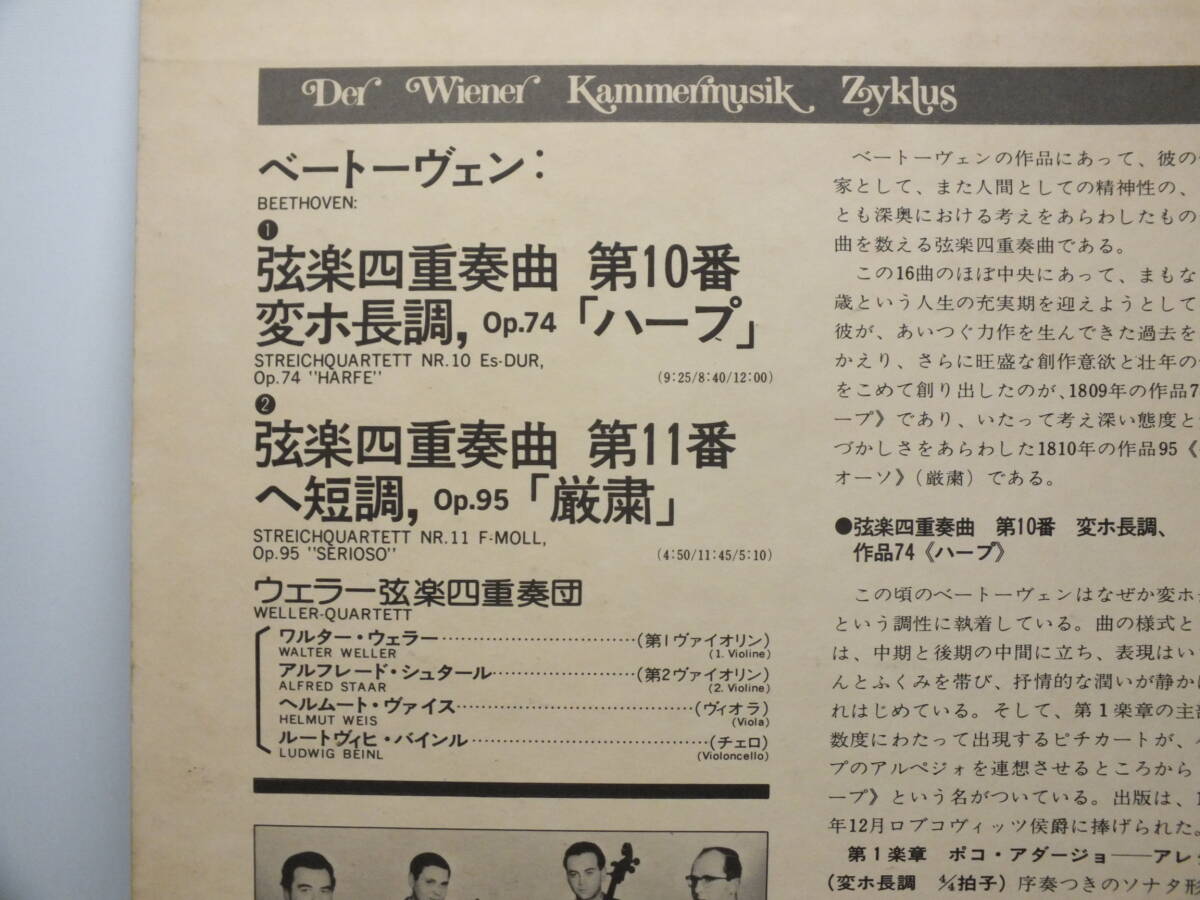 Der Wiener Kammermusik Zyklus
ベートーヴェン：
BEETHOVEN:
❶
弦楽四重奏曲 第10番
変ホ長調, Op.74「ハープ」
STREICHQUARTETT NR.10 Es-DUR,
Op.74 "HARFE" (9:25/8:40/12:00)
❷
弦楽四重奏曲 第11番
ヘ短調, Op.95「厳粛」
STREICHQUARTETT NR.11 F-MOLL,
Op.95 "SERIOSO" (4:50/11:45/5:10)
ウェラー弦楽四重奏団
WELLER-QUARTETT
ワルター・ウェラー……………………(第1ヴァイオリン)
WALTER WELLER (1. Violine)
アルフレード・シュタール………………(第2ヴァイオリン)
ALFRED STAAR (2. Violine)
ヘルムート・ヴァイス…………………………(ヴィオラ)
HELMUT WEIS (Viola)
ルートヴィヒ・バインル…………………………(チェロ)
LUDWIG BEINL (Violoncello)
ベートーヴェンの作品にあって、彼の
家として、また人間としての精神性の、
とも深奥における考えをあらわしたもの
曲を数える弦楽四重奏曲である。
この16曲のほぼ中央にあって、まもな
歳という人生の充実期を迎えようとして
彼が、あいつぐ力作を生んできた過去を
かえり、さらに旺盛な創作意欲と壮年の
をこめて創り出したのが、1809年の作品7
ープ》であり、いたって考え深い態度と
づかしさをあらわした1810年の作品95《
オーソ》(厳粛)である。
●弦楽四重奏曲 第10番 変ホ長調、
作品74《ハープ》
この頃のベートーヴェンはなぜか変ホ
という調性に執着している。曲の様式と
は、中期と後期の中間に立ち、表現はい
んとふくみを帯び、抒情的な潤いが静か
れはじめている。そして、第1楽章の主
数度にわたって出現するピチカートが、
プのアルペジォを連想させるところから
ープ》という名がついている。出版は、
年12月ロブコヴィッツ侯爵に捧げられた。
第1楽章 ポコ・アダージョ——アレ
(変ホ長調 4/4拍子) 序奏つきのソナタ形